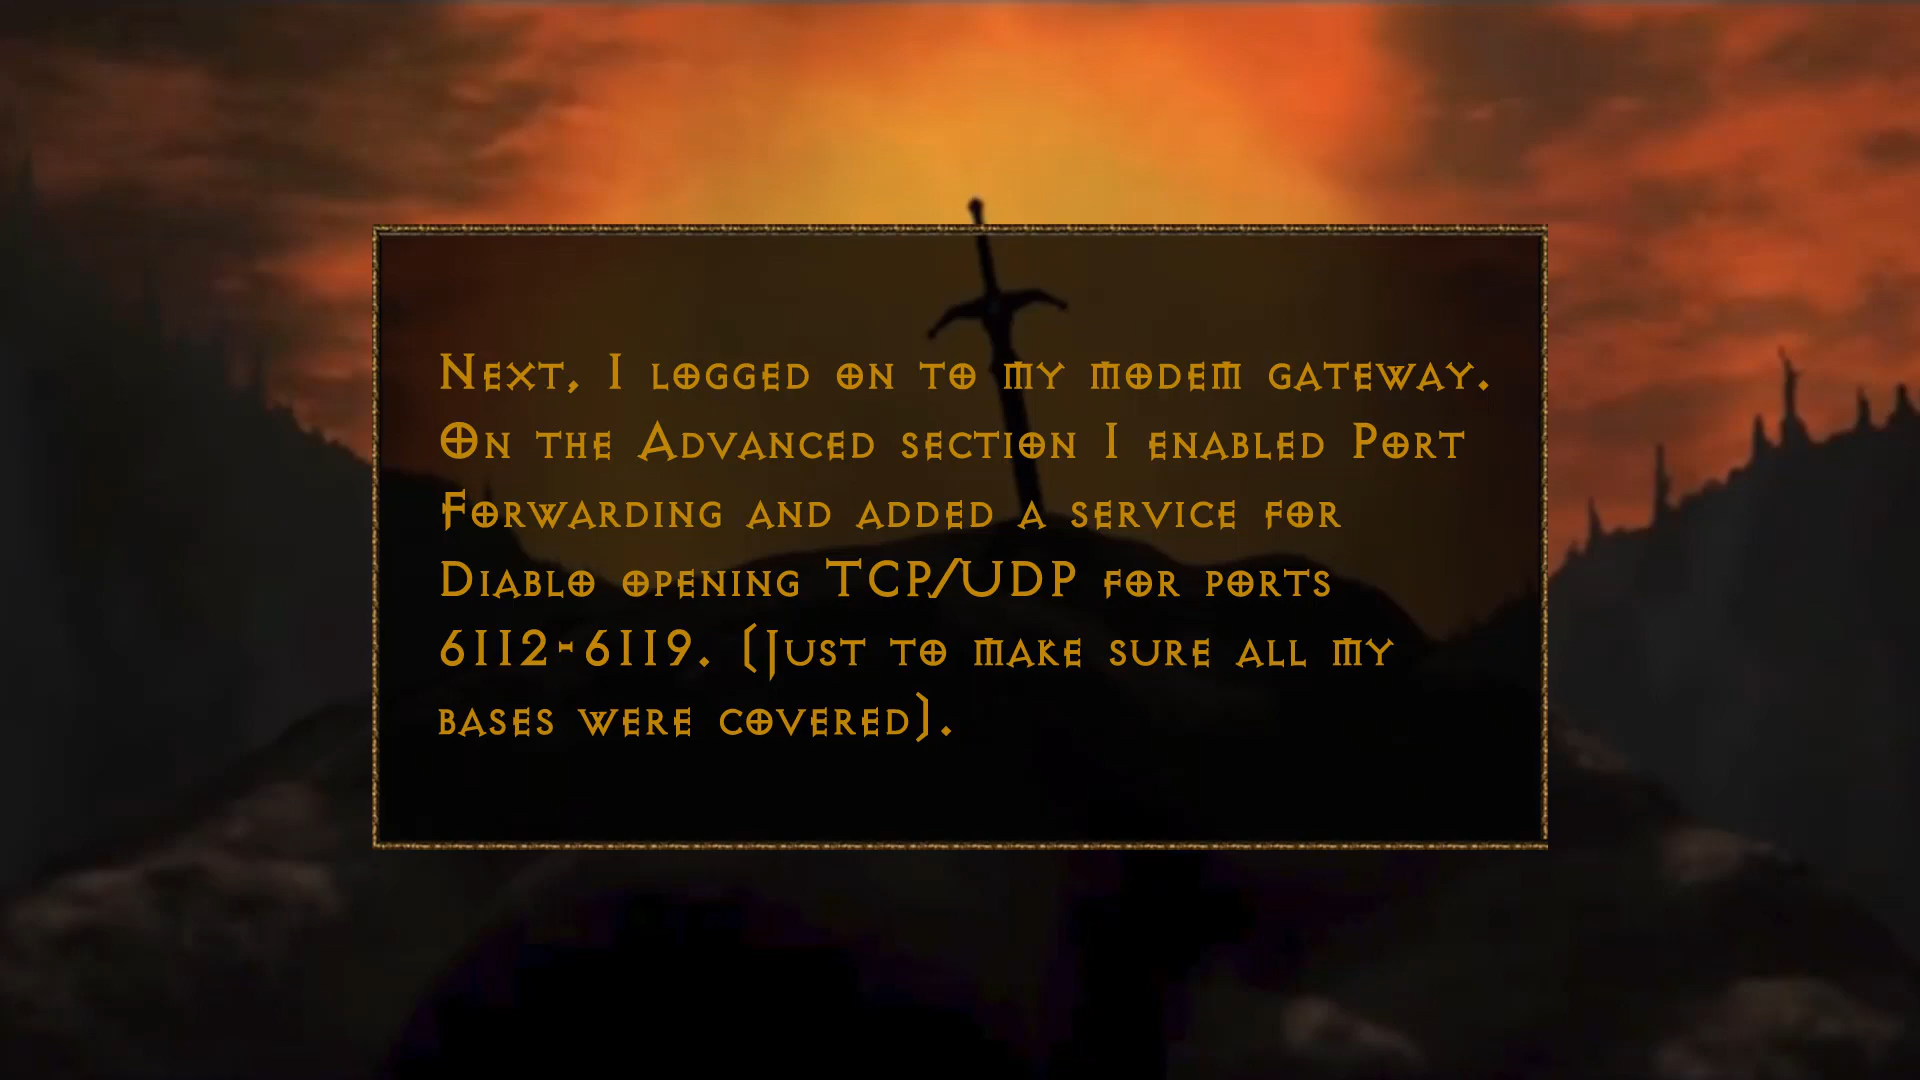 Next, I logged on to my modem gateway.
On the Advanced section I enabled Port
Forwarding and added a service for
Diablo opening TCP/UDP for ports
6112-6119. (Just to make sure all my
bases were covered).